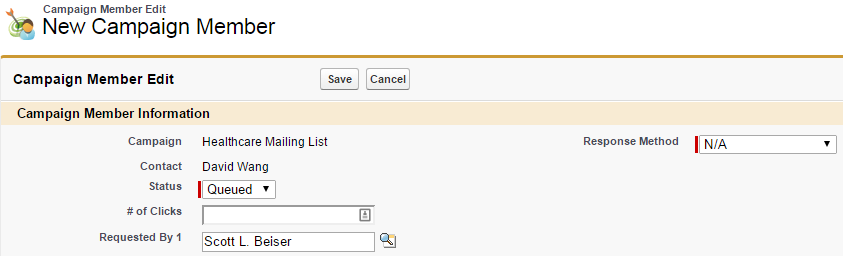 Campaign Member Edit
New Campaign Member
Campaign Member Edit Save Cancel
Campaign Member Information
Campaign Healthcare Mailing List Response Method N/A
Contact David Wang
Status Queued
# of Clicks
Requested By 1 Scott L. Beiser